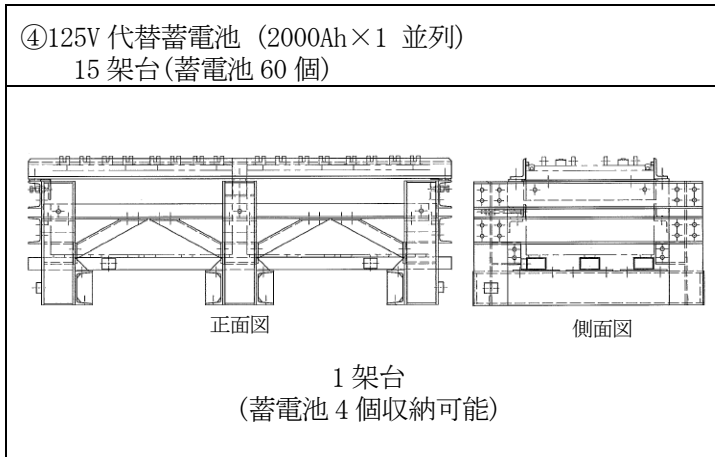 ④125V 代替蓄電池 (2000Ah×1 並列)
15 架台(蓄電池 60 個)
正面図
側面図
1 架台
(蓄電池 4 個収納可能)